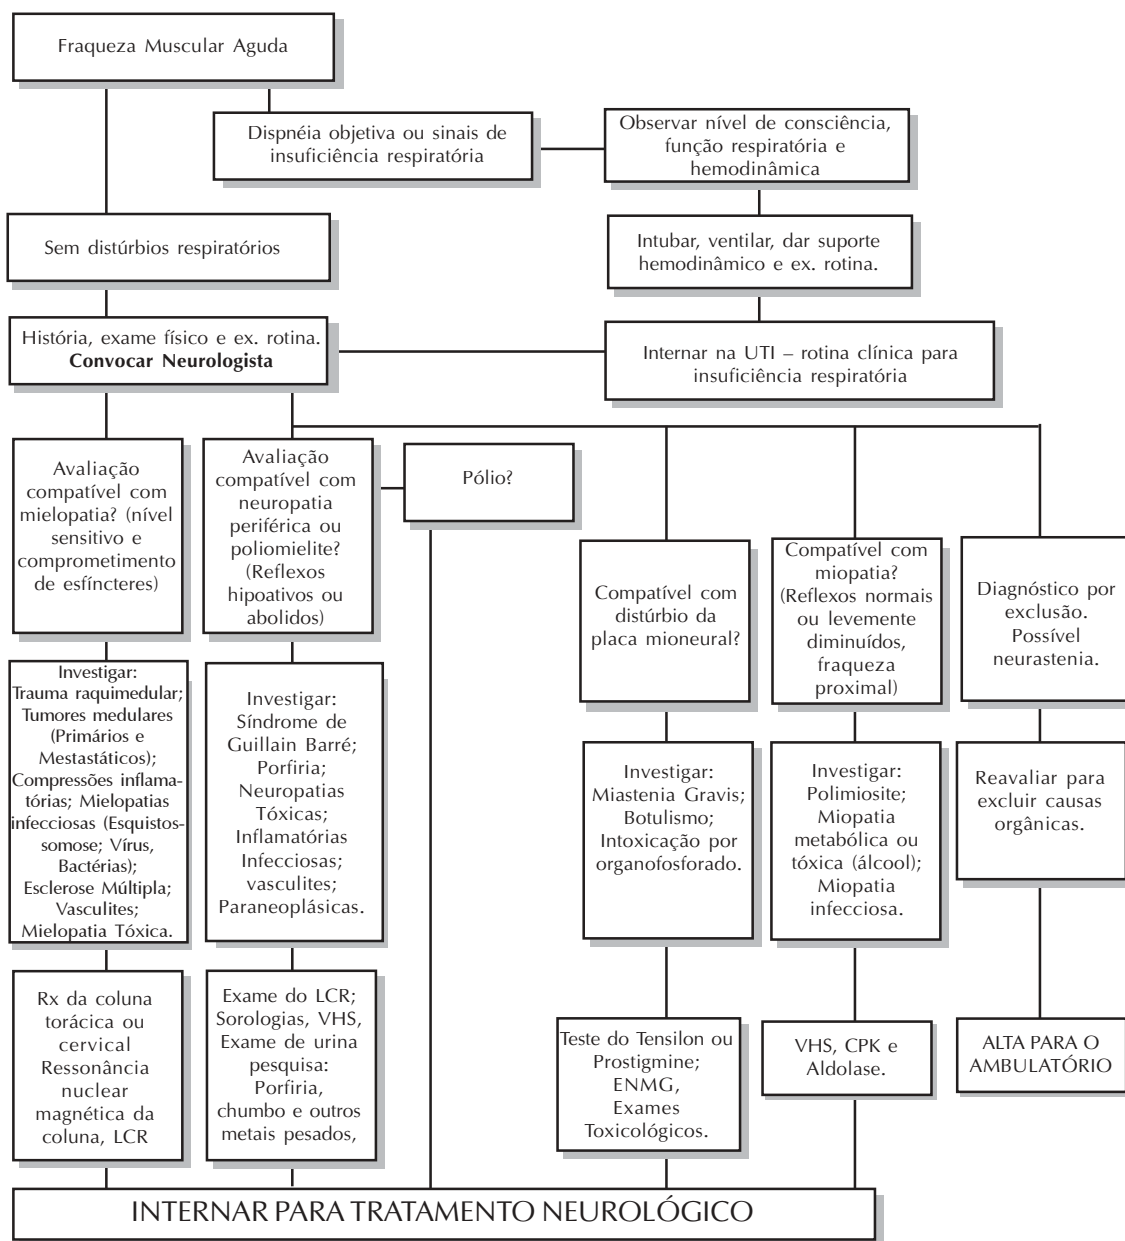 Fraqueza Muscular Aguda
Dispnéia objetiva ou sinais de
insuficiência respiratória
Observar nível de consciência,
função respiratória e
hemodinâmica
Sem distúrbios respiratórios
Intubar, ventilar, dar suporte
hemodinâmico e ex. rotina.
História, exame físico e ex. rotina.
Convocar Neurologista
Internar na UTI – rotina clínica para
insuficiência respiratória
Avaliação
compatível com
mielopatia? (nível
sensitivo e
comprometimento
de esfíncteres)
Avaliação
compatível com
neuropatia
periférica ou
poliomielite?
(Reflexos
hipoativos ou
abolidos)
Pólio?
Compatível com
distúrbio da
placa mioneural?
Compatível com
miopatia?
(Reflexos normais
ou levemente
diminuídos,
fraqueza
proximal)
Diagnóstico por
exclusão.
Possível
neurastenia.
Investigar:
Trauma raquimedular;
Tumores medulares
(Primários e
Mestastáticos);
Compressões inflama-
tórias; Mielopatias
infecciosas (Esquistos-
somose; Vírus,
Bactérias);
Esclerose Múltipla;
Vasculites;
Mielopatia Tóxica.
Investigar:
Síndrome de
Guillain Barré;
Porfiria;
Neuropatias
Tóxicas;
Inflamatórias
Infecciosas;
vasculites;
Paraneoplásicas.
Investigar:
Miastenia Gravis;
Botulismo;
Intoxicação por
organofosforado.
Investigar:
Polimiosite;
Miopatia
metabólica ou
tóxica (álcool);
Miopatia
infecciosa.
Reavaliar para
excluir causas
orgânicas.
Rx da coluna
torácica ou
cervical
Ressonância
nuclear
magnética da
coluna, LCR
Exame do LCR;
Sorologias, VHS,
Exame de urina
pesquisa:
Porfiria,
chumbo e outros
metais pesados,
Teste do Tensilon ou
Prostigmine;
ENMG,
Exames
Toxicológicos.
VHS, CPK e
Aldolase.
ALTA PARA O
AMBULATÓRIO
INTERNAR PARA TRATAMENTO NEUROLÓGICO